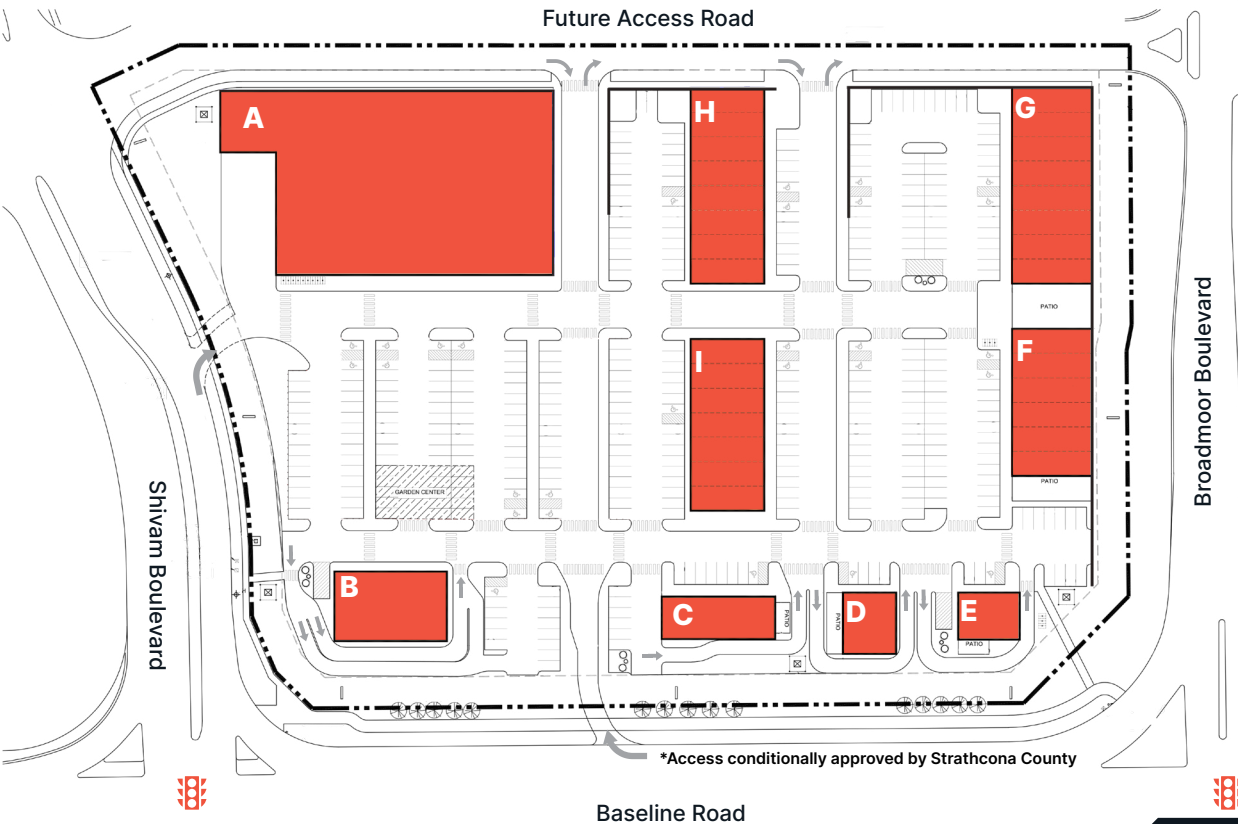 Future Access Road
A
H
G
PATIO
I
F
Broadmoor Boulevard
PATIO
GARDEN CENTER
Shivam Boulevard
B
C
PATIO
PATIO
D
E
PATIO
*Access conditionally approved by Strathcona County
Baseline Road